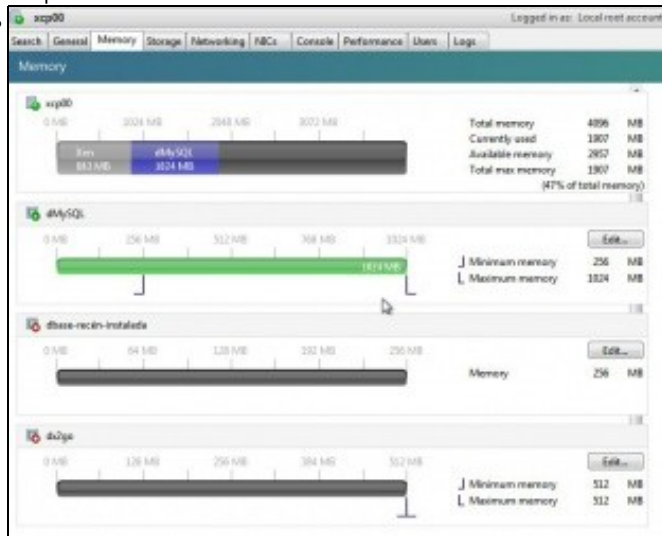 xcp00
Logged in as: Local root account
Search General Memory Storage Networking NICs Console Performance Users Logs
Memory
xcp00
0 MB 1024 MB 2048 MB 3072 MB
Xen dMySQL
883 MB 1024 MB
Total memory 4096 MB
Currently used 1907 MB
Available memory 2957 MB
Total max memory 1907 MB
(47% of total memory)
dMySQL
0 MB 256 MB 512 MB 768 MB 1024 MB
1024 MB
Edit...
Minimum memory 256 MB
Maximum memory 1024 MB
dbase-recén-instalada
0 MB 64 MB 128 MB 192 MB 256 MB
Edit...
Memory 256 MB
dx2go
0 MB 128 MB 256 MB 384 MB 512 MB
Edit...
Minimum memory 512 MB
Maximum memory 512 MB